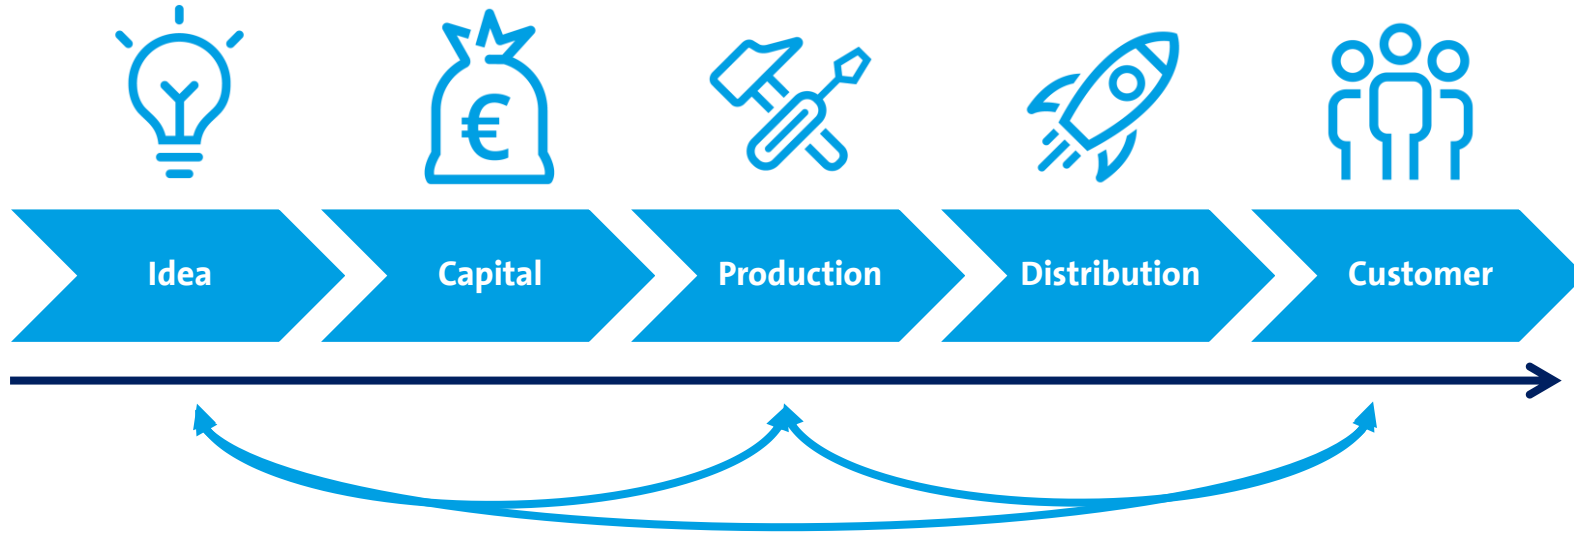 €
Idea
Capital
Production
Distribution
Customer